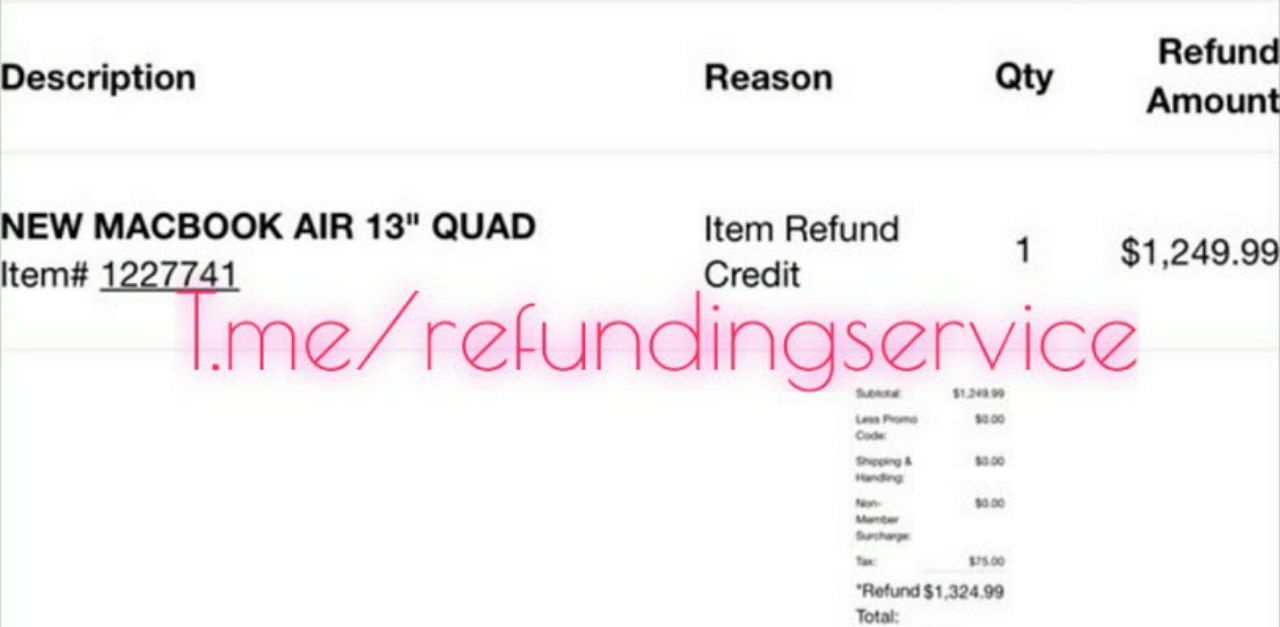 Description Reason Qty Refund Amount
NEW MACBOOK AIR 13" QUAD
Item# 1227741
Item Refund
Credit
1
$1,249.99
T.me/refundingservice
Subtotal: $1,249.99
Less Promo
Code: $0.00
Shipping &
Handling: $0.00
Non-
Member
Surcharge: $0.00
Tax: $75.00
*Refund $1,324.99
Total: